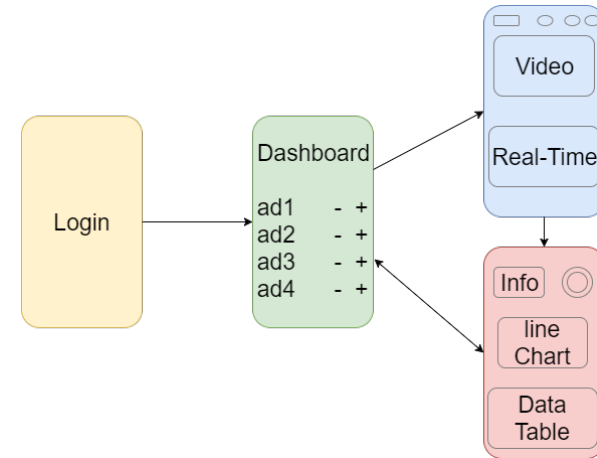 Login
Dashboard
ad1 - +
ad2 - +
ad3 - +
ad4 - +
Video
Real-Time
Info
line
Chart
Data
Table